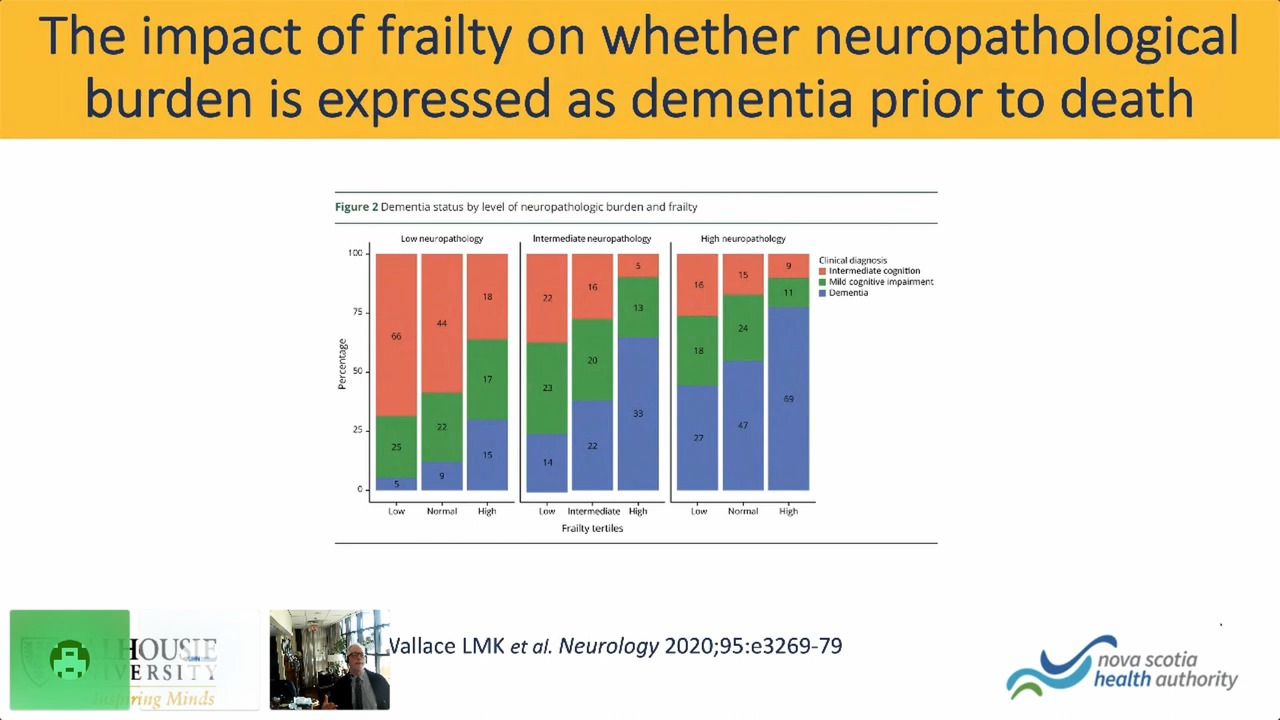 The impact of frailty on whether neuropathological
burden is expressed as dementia prior to death
Figure 2 Dementia status by level of neuropathologic burden and frailty
Low neuropathology
Intermediate neuropathology
High neuropathology
Clinical diagnosis
Intermediate cognition
Mild cognitive impairment
Dementia
Percentage
100
75
50
25
0
66
25
5
44
22
9
18
17
15
22
23
14
16
20
22
5
13
33
16
18
27
15
24
47
9
11
69
Low Normal High
Low Intermediate High
Low Normal High
Frailty tertiles
LMK et al. Neurology 2020;95:e3269-79
Inspiring Minds
nova scotia
health authority